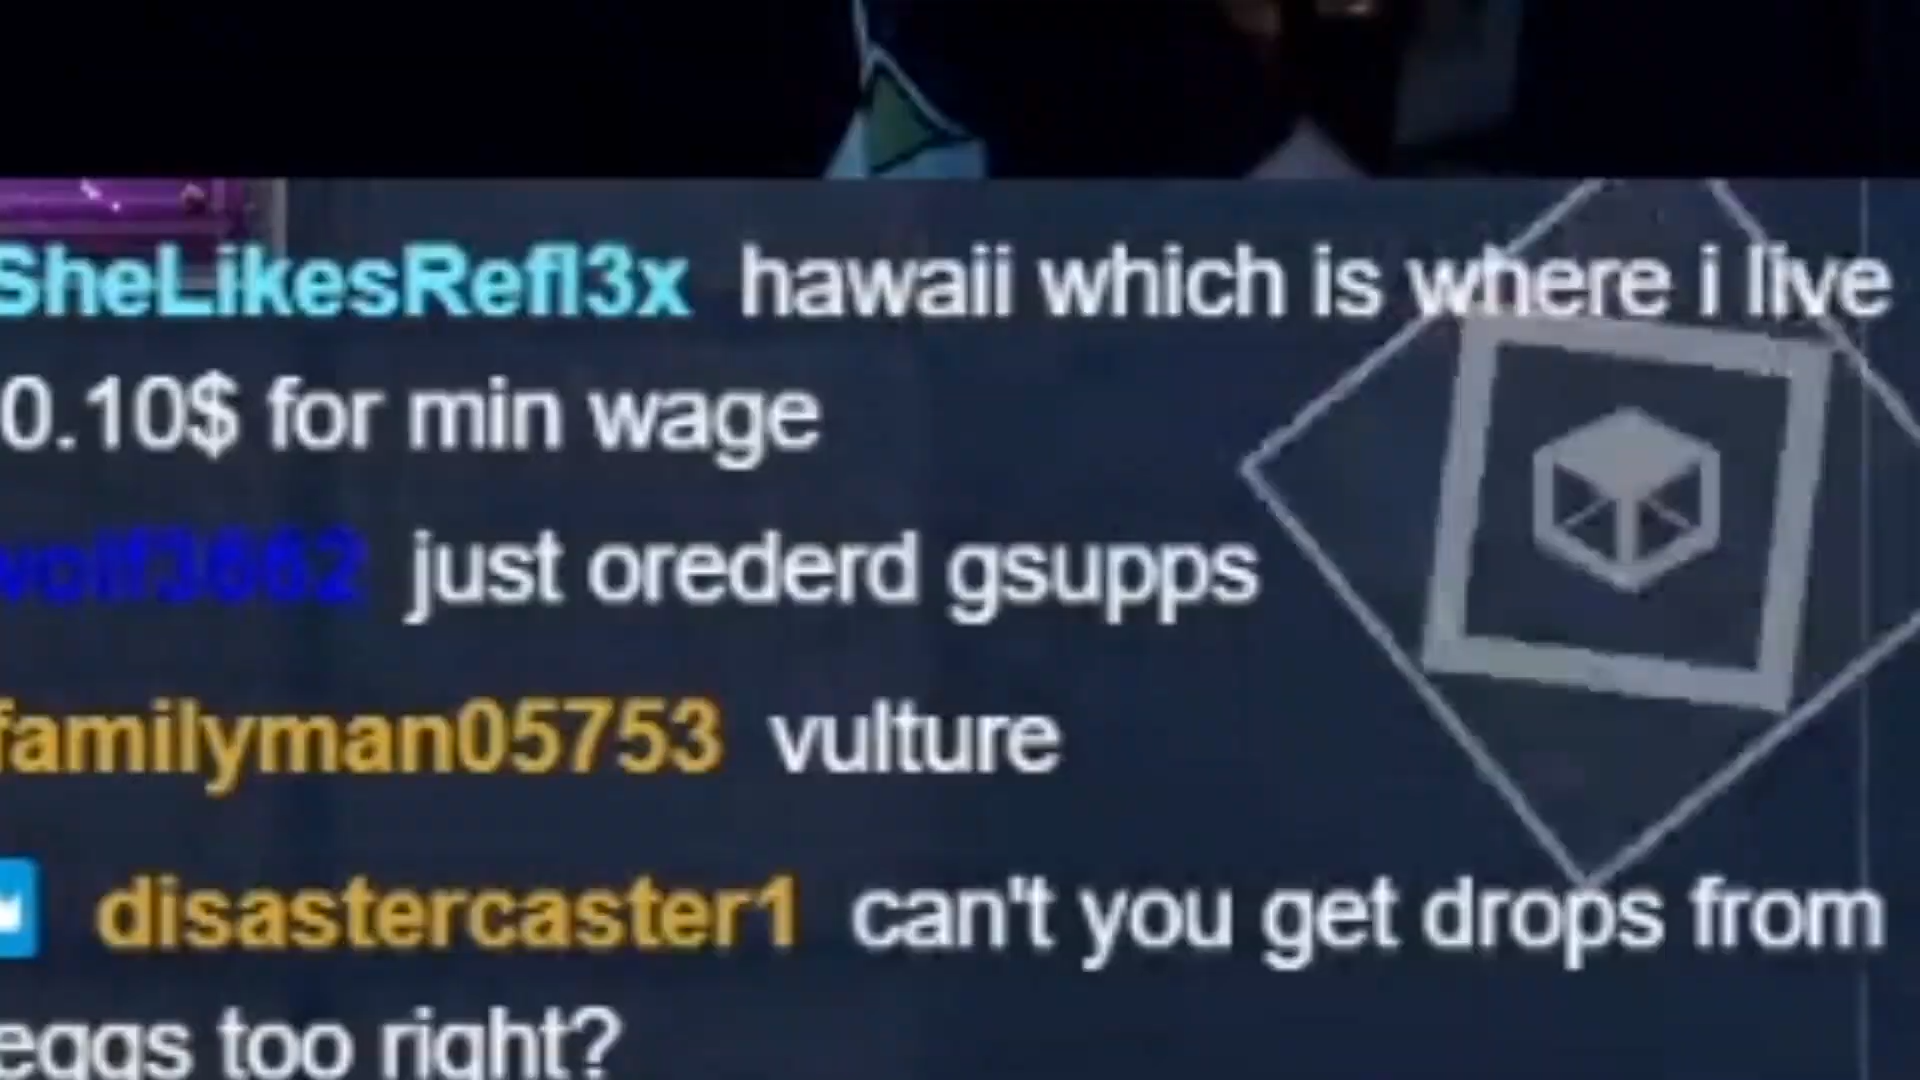 SheLikesRefl3x hawaii which is where i live
0.10$ for min wage
wolf3662 just orederd gsupps
familyman05753 vulture
disastercaster1 can't you get drops from
eggs too right?